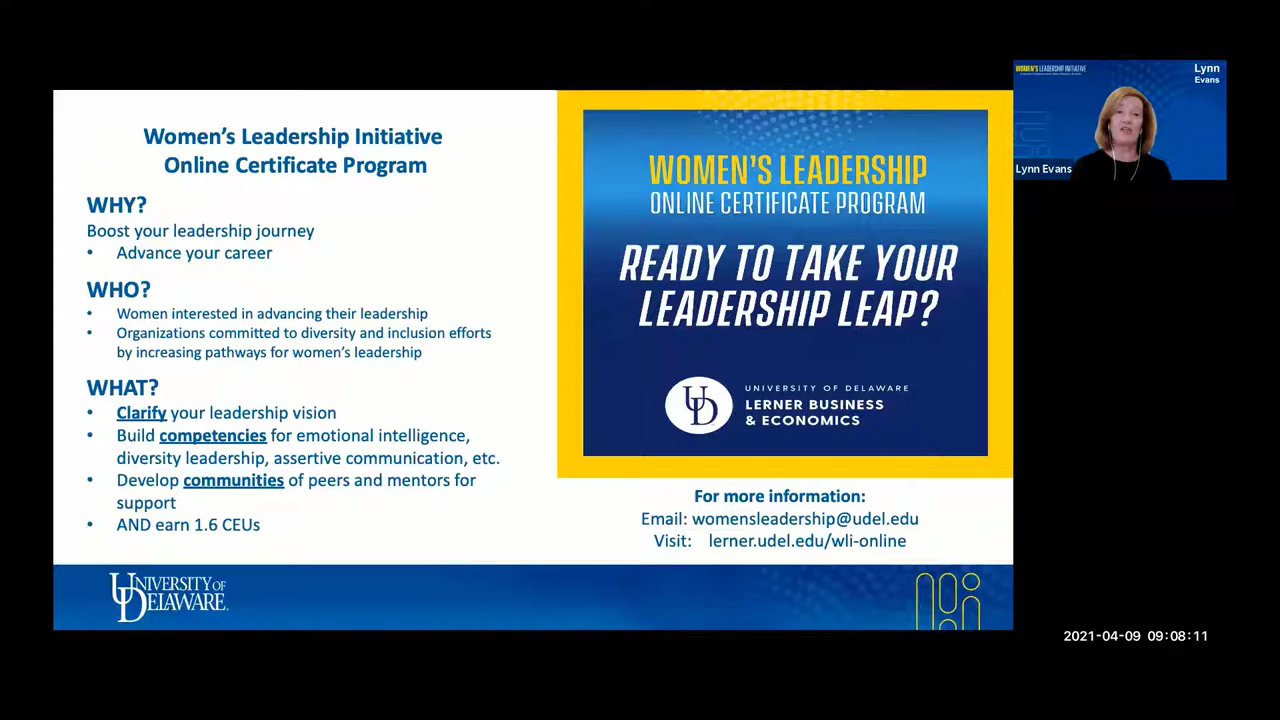 Women's Leadership Initiative
Online Certificate Program
WHY?
Boost your leadership journey
• Advance your career
WHO?
• Women interested in advancing their leadership
• Organizations committed to diversity and inclusion efforts
by increasing pathways for women's leadership
WHAT?
• Clarify your leadership vision
• Build competencies for emotional intelligence,
diversity leadership, assertive communication, etc.
• Develop communities of peers and mentors for
support
• AND earn 1.6 CEUs
WOMEN'S LEADERSHIP
ONLINE CERTIFICATE PROGRAM
READY TO TAKE YOUR
LEADERSHIP LEAP?
UD
UNIVERSITY OF DELAWARE
LERNER BUSINESS
& ECONOMICS
For more information:
Email: womensleadership@udel.edu
Visit: lerner.udel.edu/wli-online
UNIVERSITY OF
DELAWARE
WOMEN'S LEADERSHIP INITIATIVE
Lynn
Evans
Lynn Evans
2021-04-09 09:08:11